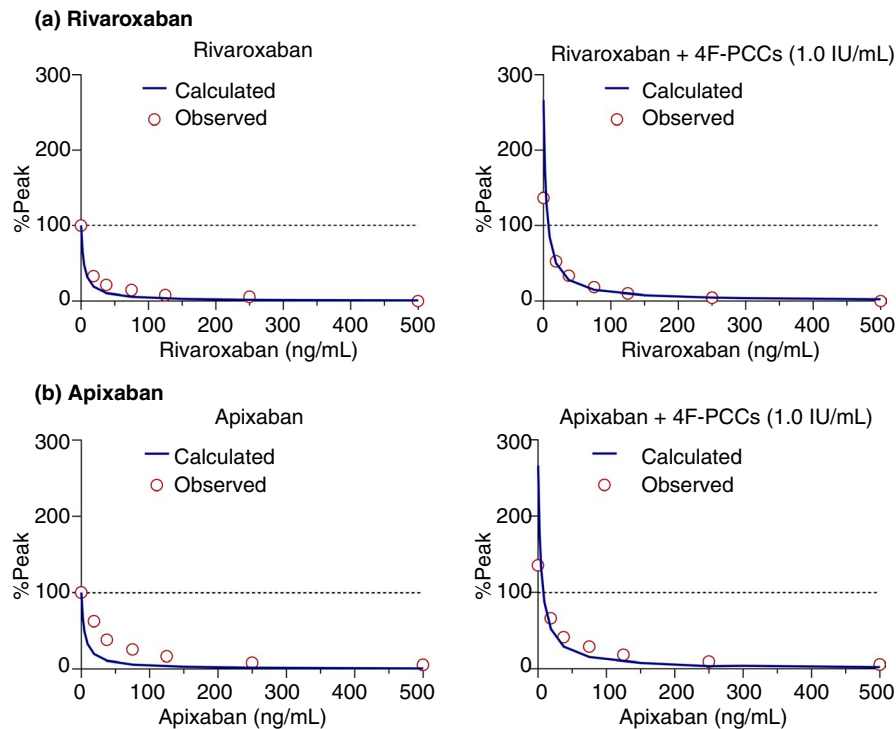 (a) Rivaroxaban
Rivaroxaban
Rivaroxaban + 4F-PCCs (1.0 IU/mL)
%Peak
300
200
100
0
Calculated
Observed
0 100 200 300 400 500
Rivaroxaban (ng/mL)
%Peak
300
200
100
0
Calculated
Observed
0 100 200 300 400 500
Rivaroxaban (ng/mL)
(b) Apixaban
Apixaban
Apixaban + 4F-PCCs (1.0 IU/mL)
%Peak
300
200
100
0
Calculated
Observed
0 100 200 300 400 500
Apixaban (ng/mL)
%Peak
300
200
100
0
Calculated
Observed
0 100 200 300 400 500
Apixaban (ng/mL)